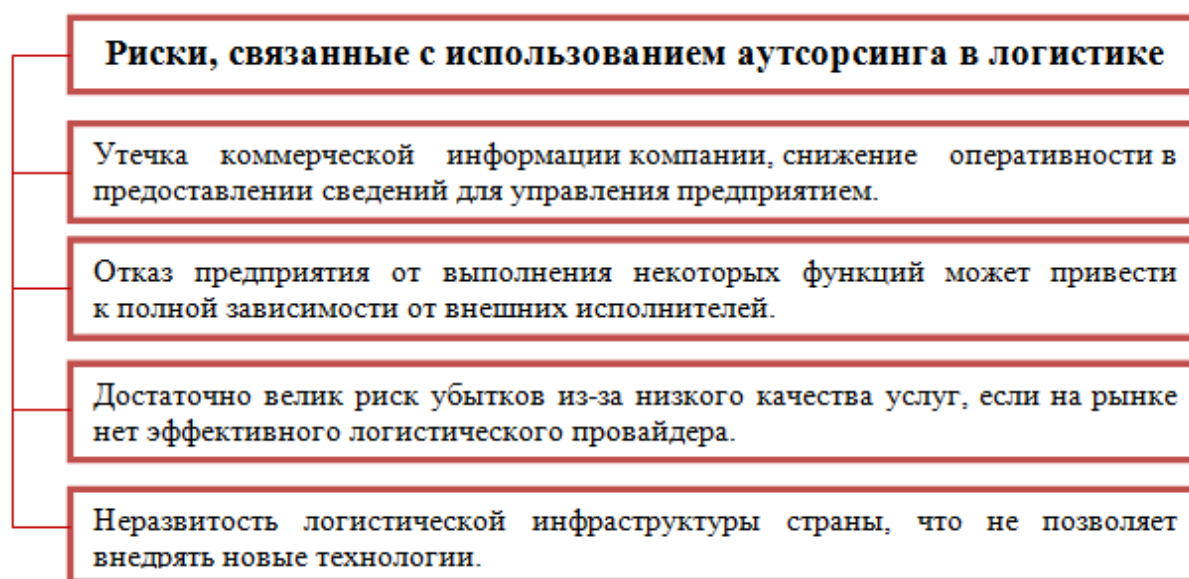 Риски, связанные с использованием аутсорсинга в логистике
Утечка коммерческой информации компании, снижение оперативности в
предоставлении сведений для управления предприятием.
Отказ предприятия от выполнения некоторых функций может привести
к полной зависимости от внешних исполнителей.
Достаточно велик риск убытков из-за низкого качества услуг, если на рынке
нет эффективного логистического провайдера.
Неразвитость логистической инфраструктуры страны, что не позволяет
внедрять новые технологии.